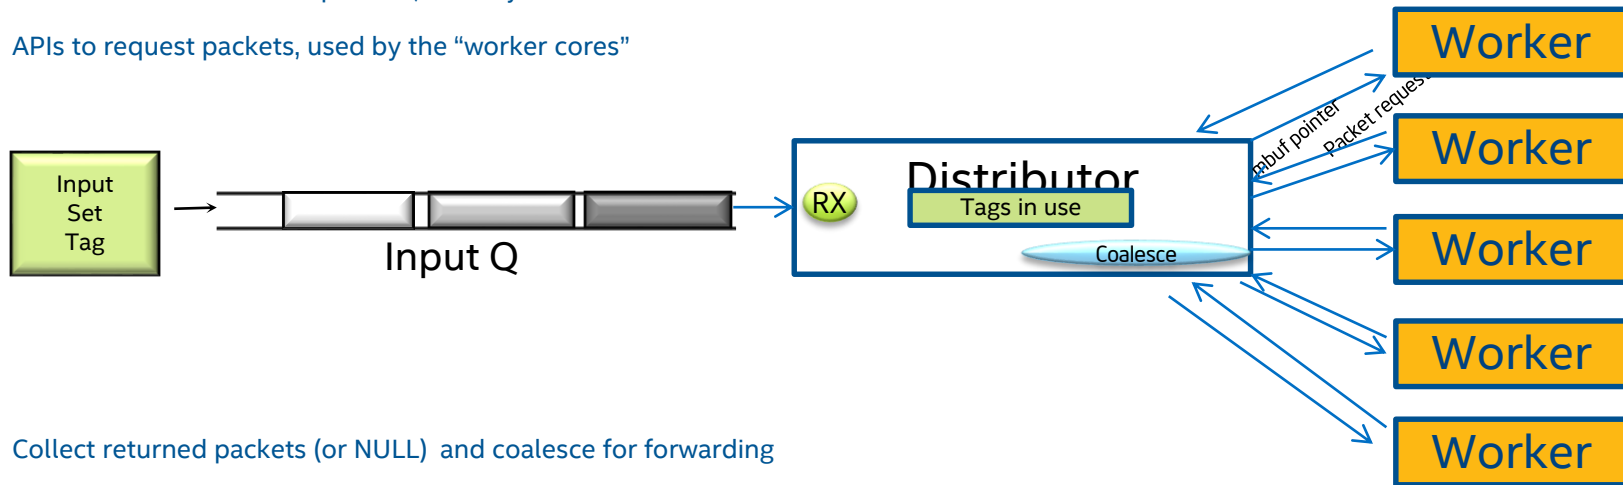 APIs to request packets, used by the “worker cores”
Worker
mbuf pointer
Packet request
Worker
Input
Set
Tag
Distributor
RX
Tags in use
Input Q
Coalesce
Worker
Worker
Collect returned packets (or NULL) and coalesce for forwarding
Worker